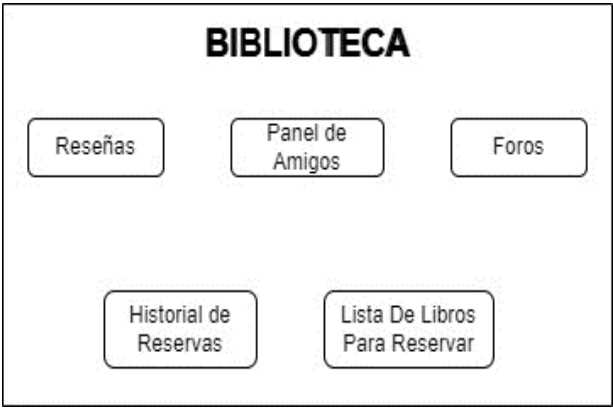 BIBLIOTECA
Reseñas
Panel de
Amigos
Foros
Historial de
Reservas
Lista De Libros
Para Reservar